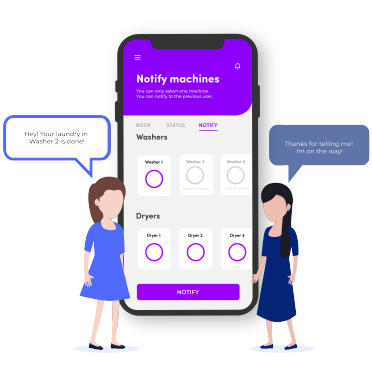 Notify machines
You can only select one machine.
You can notify to the previous user.
BOOK STATUS NOTIFY
Washers
Hey! Your laundry in
Washer 2 is done!
Thanks for telling me!
Im on the way!
Washer 1 Washer 2 Washer 3
Dryers
Dryer 1 Dryer 2 Dryer 3
NOTIFY